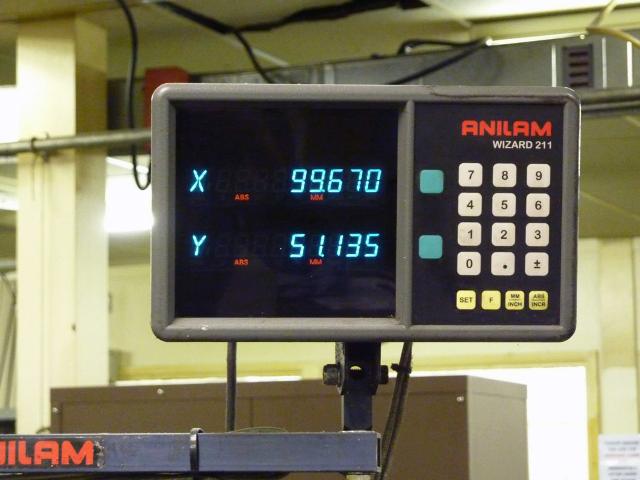 ANILAM
WIZARD 211
X 99.670
ABS MM
Y 51.135
ABS MM
7 8 9
4 5 6
1 2 3
0 . ±
SET F MM INCH ABS INCR
NILAM